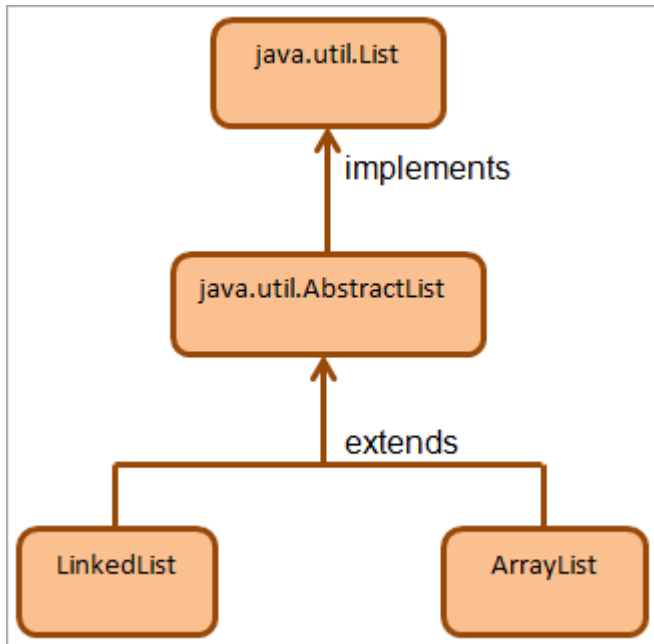 java.util.List
implements
java.util.AbstractList
extends
LinkedList
ArrayList